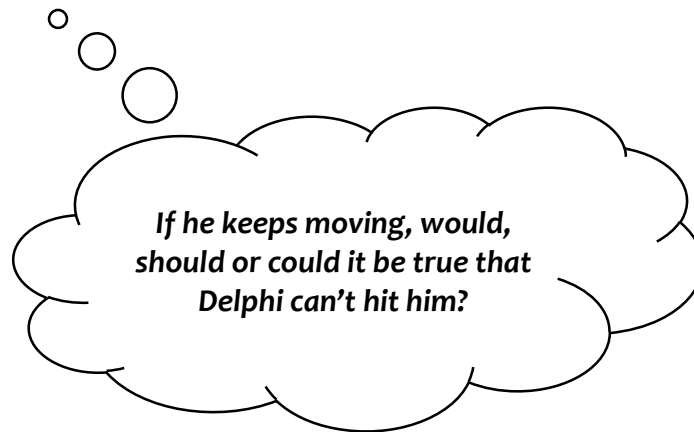 If he keeps moving, would,
should or could it be true that
Delphi can’t hit him?